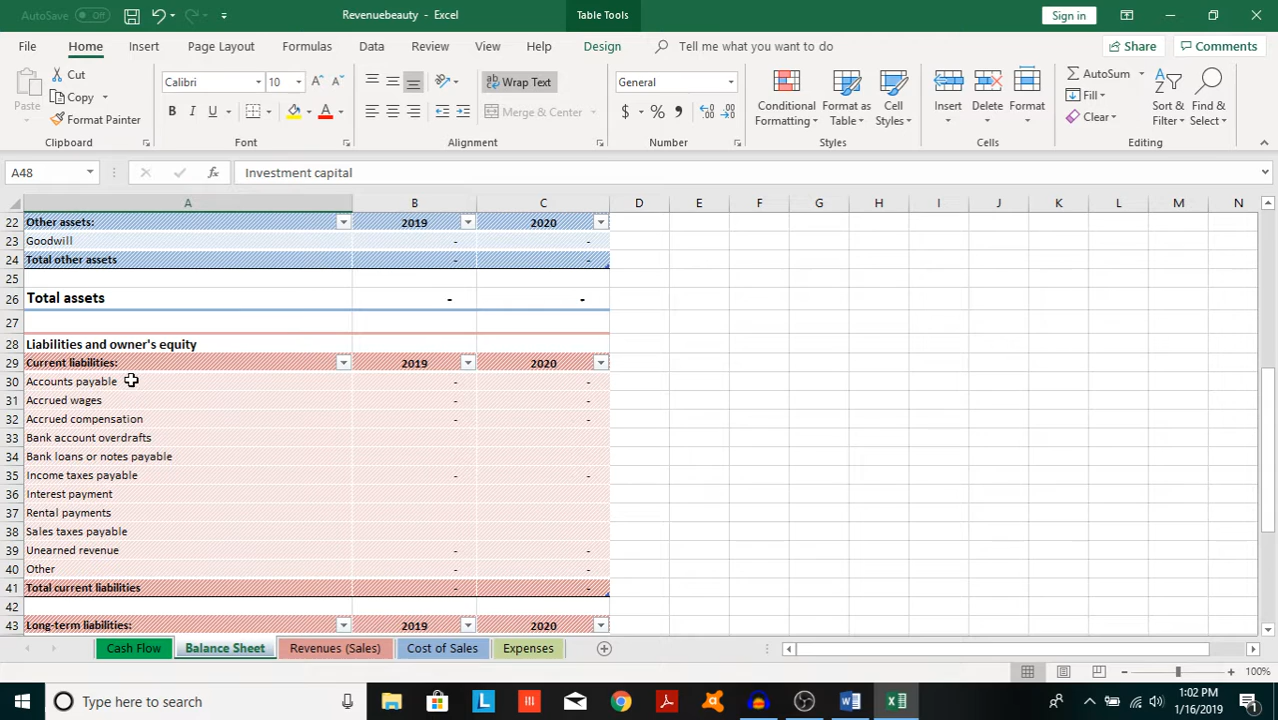 AutoSave Off Revenuebeauty - Excel Table Tools Sign in
File Home Insert Page Layout Formulas Data Review View Help Design Tell me what you want to do Share Comments
Cut
Copy
Format Painter
Paste
Clipboard
Calibri 10
B I U A
Font
ab Wrap Text
Merge & Center
Alignment
General
$ % ,
Number
Conditional Formatting
Format as Table
Cell Styles
Styles
Insert Delete Format
Cells
AutoSum
Fill
Clear
Sort & Filter
Find & Select
Editing
A48 fx Investment capital
A B C D E F G H I J K L M N
22 Other assets: 2019 2020
23 Goodwill - -
24 Total other assets - -
25
26 Total assets - -
27
28 Liabilities and owner's equity
29 Current liabilities: 2019 2020
30 Accounts payable - -
31 Accrued wages - -
32 Accrued compensation - -
33 Bank account overdrafts
34 Bank loans or notes payable
35 Income taxes payable - -
36 Interest payment
37 Rental payments
38 Sales taxes payable
39 Unearned revenue - -
40 Other - -
41 Total current liabilities - -
42
43 Long-term liabilities: 2019 2020
Cash Flow Balance Sheet Revenues (Sales) Cost of Sales Expenses
100%
Type here to search
1:02 PM
1/16/2019